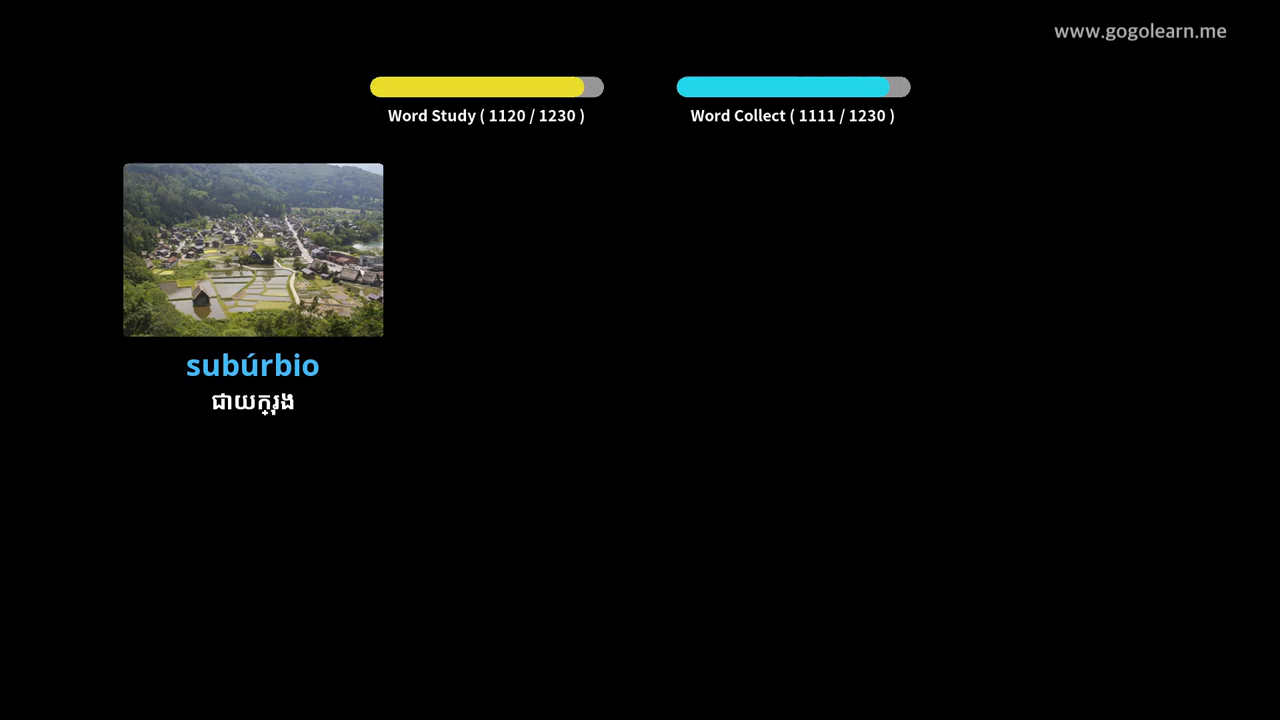 www.gogolearn.me
Word Study ( 1120 / 1230 )
Word Collect ( 1111 / 1230 )
subúrbio
ជាយក្រុង